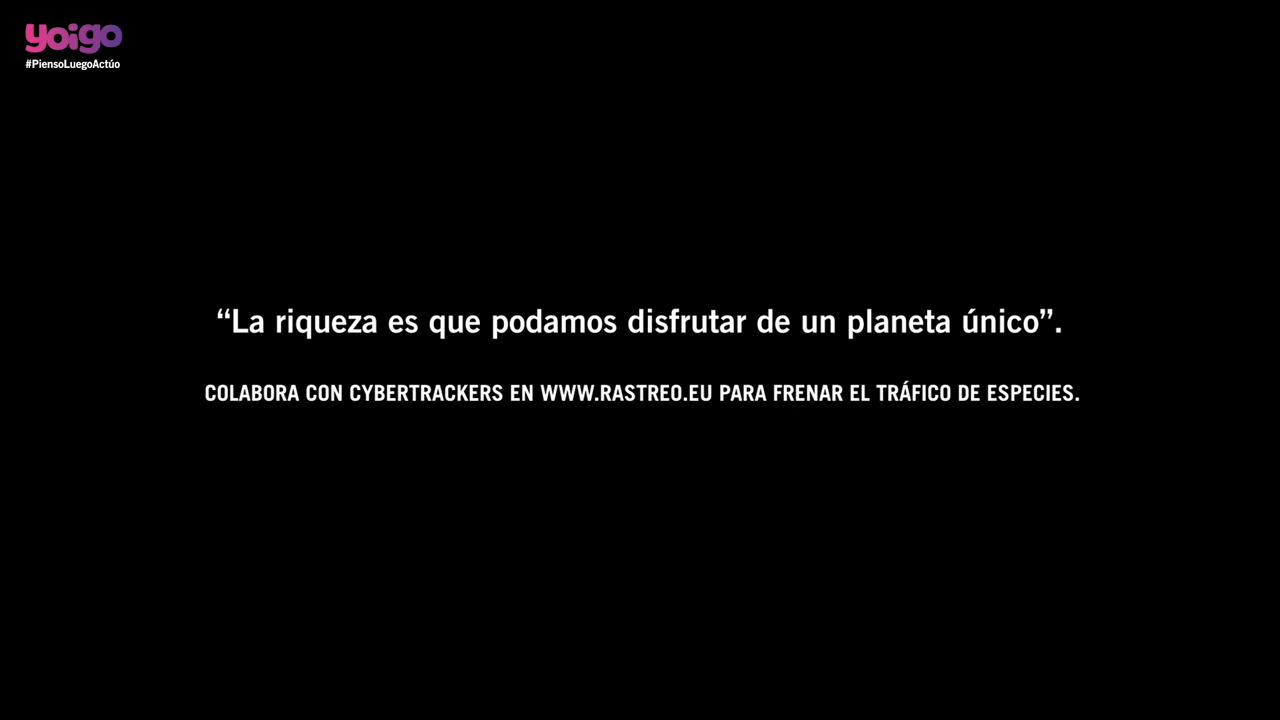 yoigo
#PiensoLuegoActúo
“La riqueza es que podamos disfrutar de un planeta único”.
COLABORA CON CYBERTRACKERS EN WWW.RASTREO.EU PARA FRENAR EL TRÁFICO DE ESPECIES.